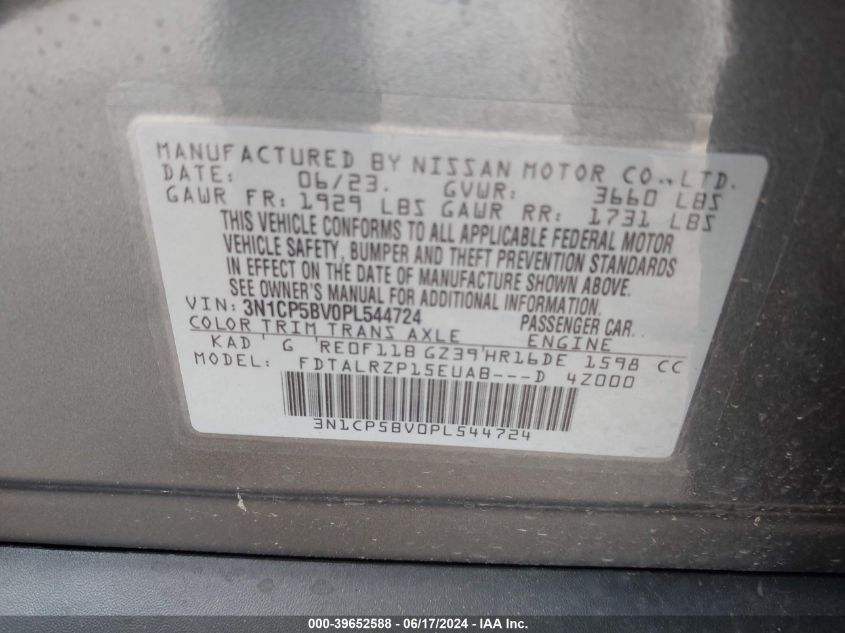 MANUFACTURED BY NISSAN MOTOR CO., LTD.
DATE: 06/23. GVWR: 3660 LBS
GAWR FR: 1929 LBS GAWR RR: 1731 LBS
THIS VEHICLE CONFORMS TO ALL APPLICABLE FEDERAL MOTOR
VEHICLE SAFETY, BUMPER AND THEFT PREVENTION STANDARDS
IN EFFECT ON THE DATE OF MANUFACTURE SHOWN ABOVE.
SEE OWNER'S MANUAL FOR ADDITIONAL INFORMATION.
VIN: 3N1CP5BV0PL544724 PASSENGER CAR
COLOR TRIM TRANS AXLE ENGINE
KAD ' G 'RE0F11B GZ39'HR16DE 1598 CC
MODEL: FDTALRZP15EUAB---D 4Z000
3N1CP5BV0PL544724
000-39652588 - 06/17/2024 - IAA Inc.